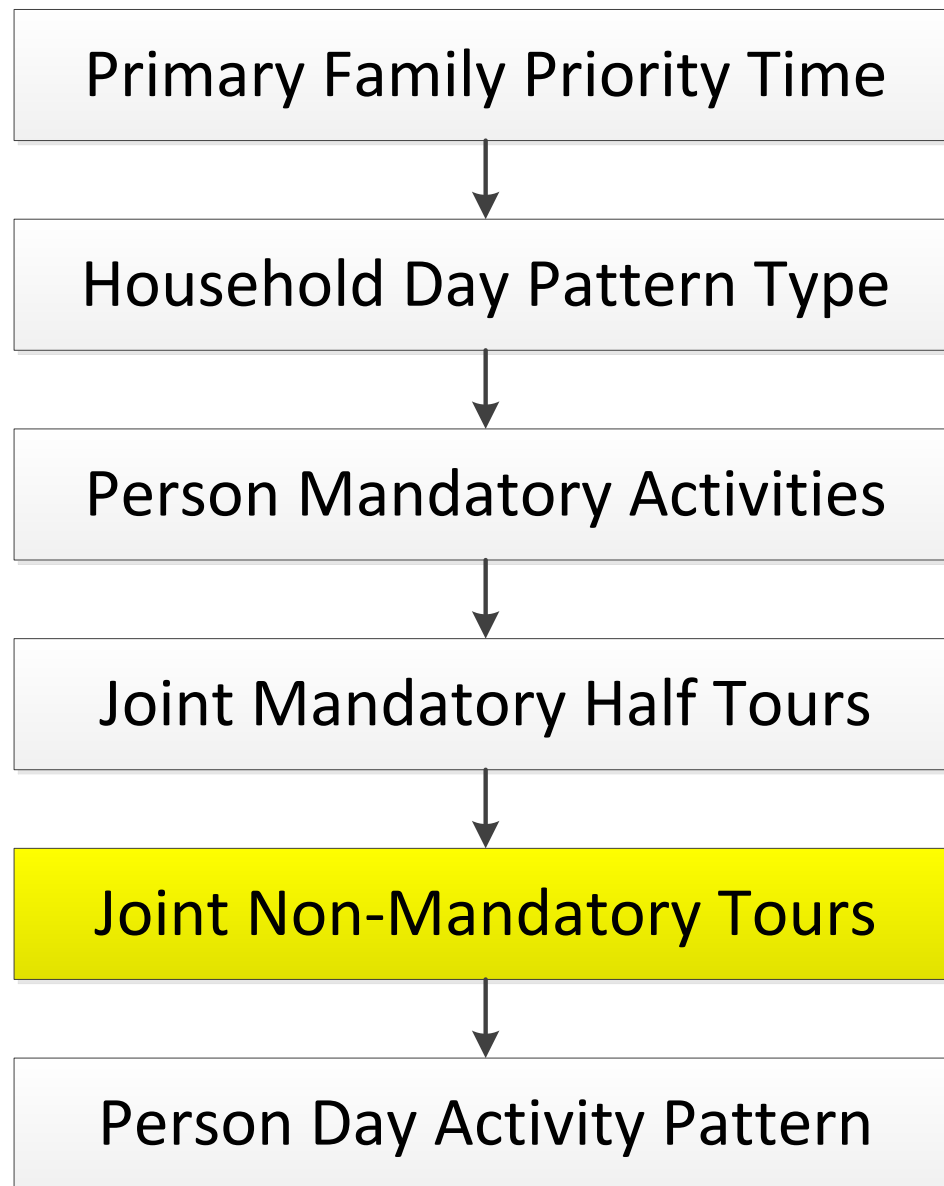 Primary Family Priority Time
Household Day Pattern Type
Person Mandatory Activities
Joint Mandatory Half Tours
Joint Non-Mandatory Tours
Person Day Activity Pattern